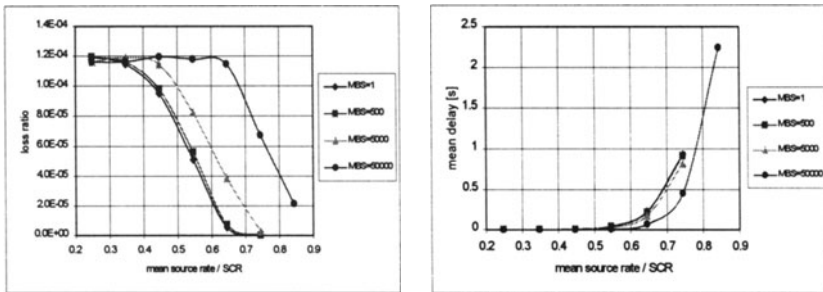 1.4E-04
1.2E-04
1.0E-04
8.0E-05
6.0E-05
4.0E-05
2.0E-05
0.0E+00
loss ratio
0.2 0.3 0.4 0.5 0.6 0.7 0.8 0.9
mean source rate / SCR
MBS=1
MBS=500
MBS=5000
MBS=50000
2.5
2
1.5
1
0.5
0
mean delay [s]
0.2 0.3 0.4 0.5 0.6 0.7 0.8 0.9
mean source rate / SCR
MBS=1
MBS=500
MBS=5000
MBS=50000